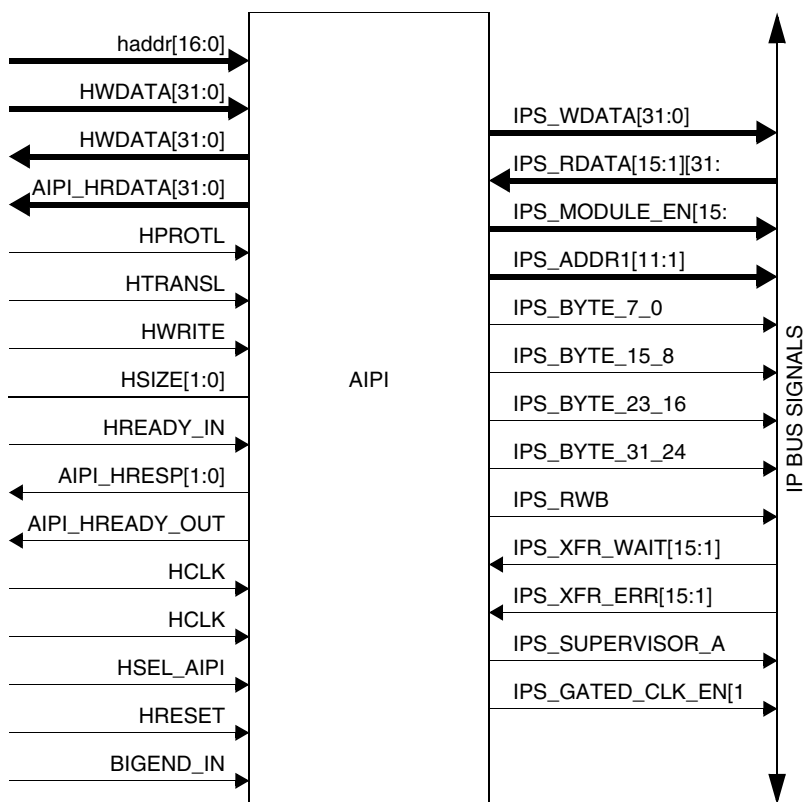 haddr[16:0]
HWDATA[31:0]
HWDATA[31:0]
AIPI_HRDATA[31:0]
HPROTL
HTRANSL
HWRITE
HSIZE[1:0]
HREADY_IN
AIPI_HRESP[1:0]
AIPI_HREADY_OUT
HCLK
HCLK
HSEL_AIPI
HRESET
BIGEND_IN
AIPI
IPS_WDATA[31:0]
IPS_RDATA[15:1][31:
IPS_MODULE_EN[15:
IPS_ADDR1[11:1]
IPS_BYTE_7_0
IPS_BYTE_15_8
IPS_BYTE_23_16
IPS_BYTE_31_24
IPS_RWB
IPS_XFR_WAIT[15:1]
IPS_XFR_ERR[15:1]
IPS_SUPERVISOR_A
IPS_GATED_CLK_EN[1
IP BUS SIGNALS